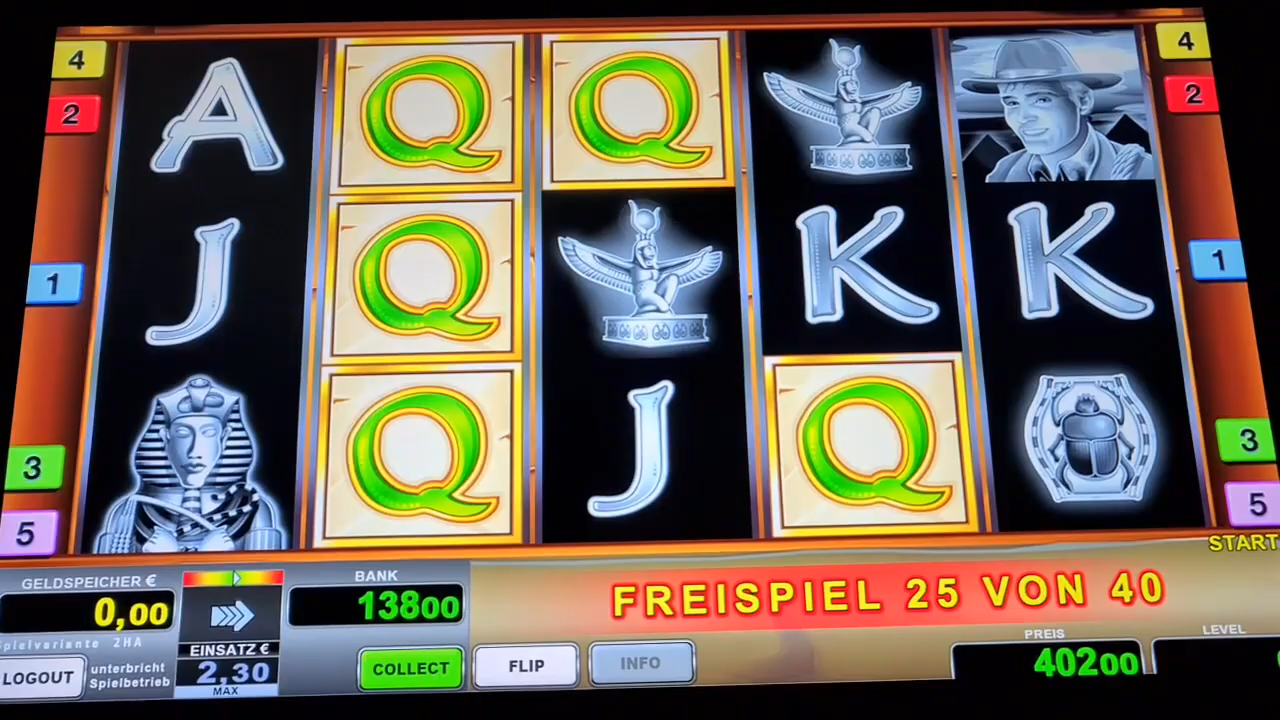 4
4
A
Q
Q
2
2
J
Q
K
K
1
1
3
3
Q
J
Q
5
5
START
GELDSPEICHER €
BANK
0,00
13800
FREISPIEL 25 VON 40
pielvariante 2HA
EINSATZ €
PREIS
LEVEL
LOGOUT
unterbricht
Spielbetrieb
2,30
MAX
COLLECT
FLIP
INFO
40200